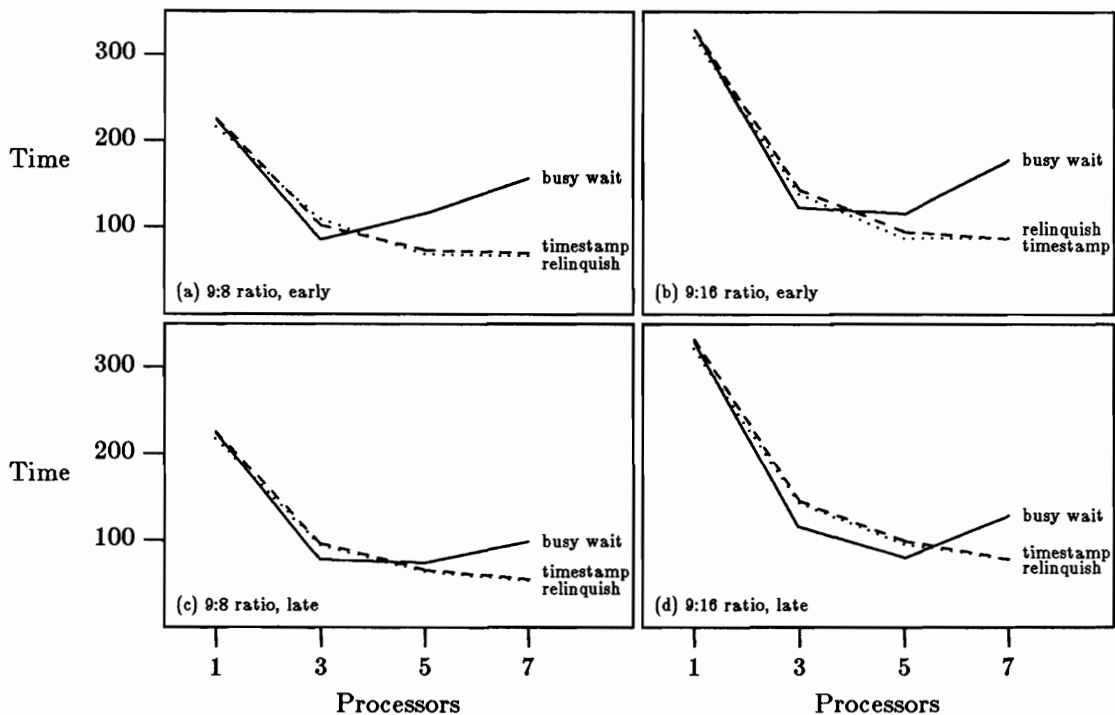 300
200
100
Time
busy wait
timestamp
relinquish
(a) 9:8 ratio, early
busy wait
relinquish
timestamp
(b) 9:16 ratio, early
300
200
100
Time
busy wait
timestamp
relinquish
(c) 9:8 ratio, late
busy wait
timestamp
relinquish
(d) 9:16 ratio, late
1 3 5 7
Processors
1 3 5 7
Processors